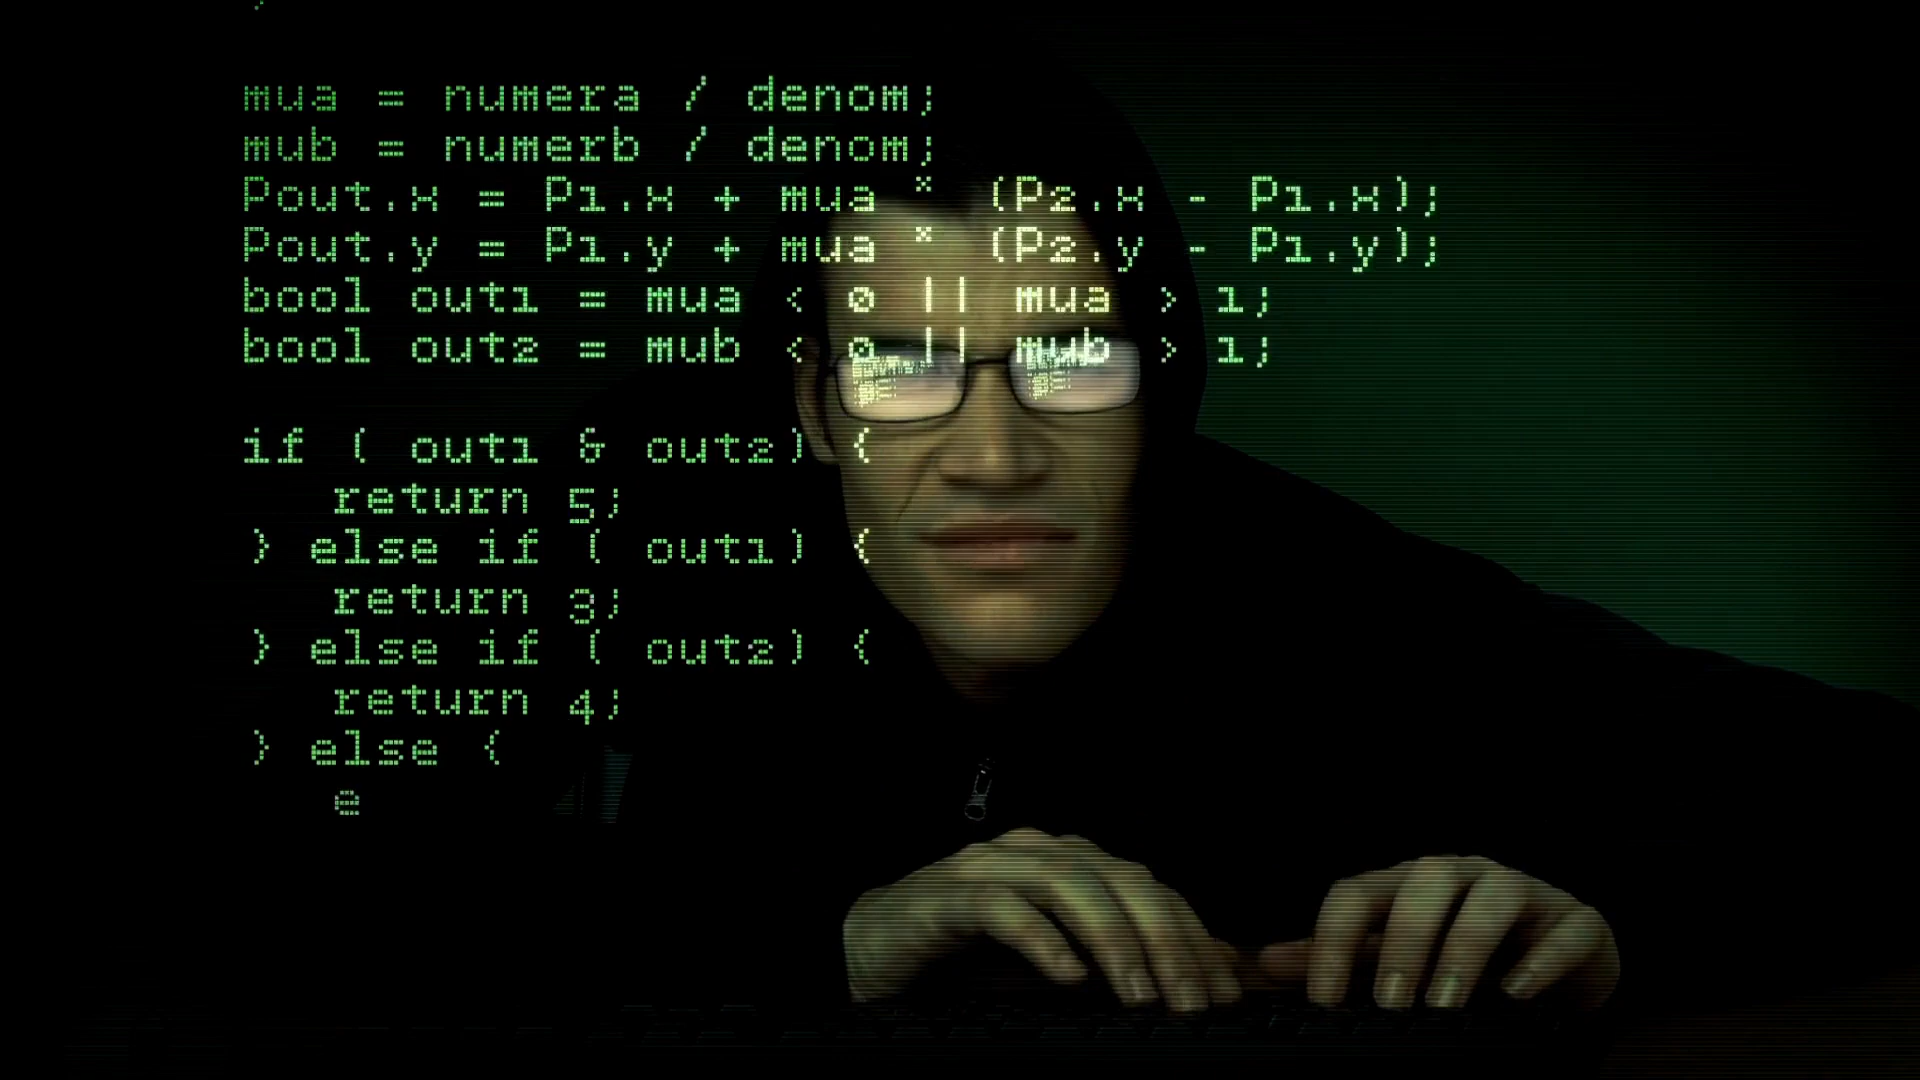 mua = numera / denom;
mub = numerb / denom;
Pout.x = P1.x + mua * (P2.x - P1.x);
Pout.y = P1.y + mua * (P2.y - P1.y);
bool out1 = mua < 0 || mua > 1;
bool out2 = mub < 0 || mub > 1;
if ( out1 & out2) {
return 5;
} else if ( out1) {
return 3;
} else if ( out2) {
return 4;
} else {
e